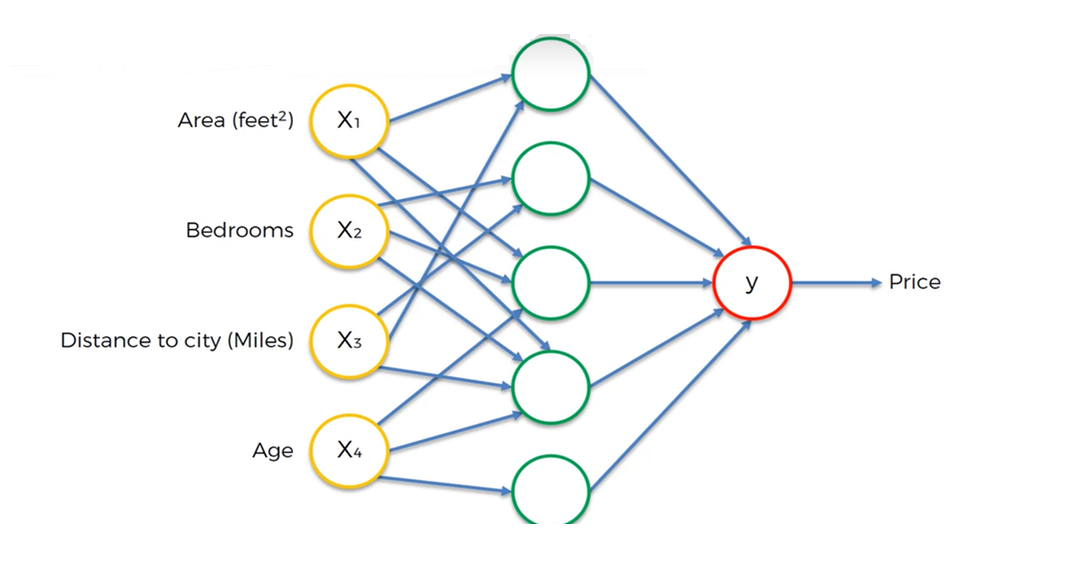 Area (feet²)
X₁
Bedrooms
X₂
Distance to city (Miles)
X₃
Age
X₄
y
Price